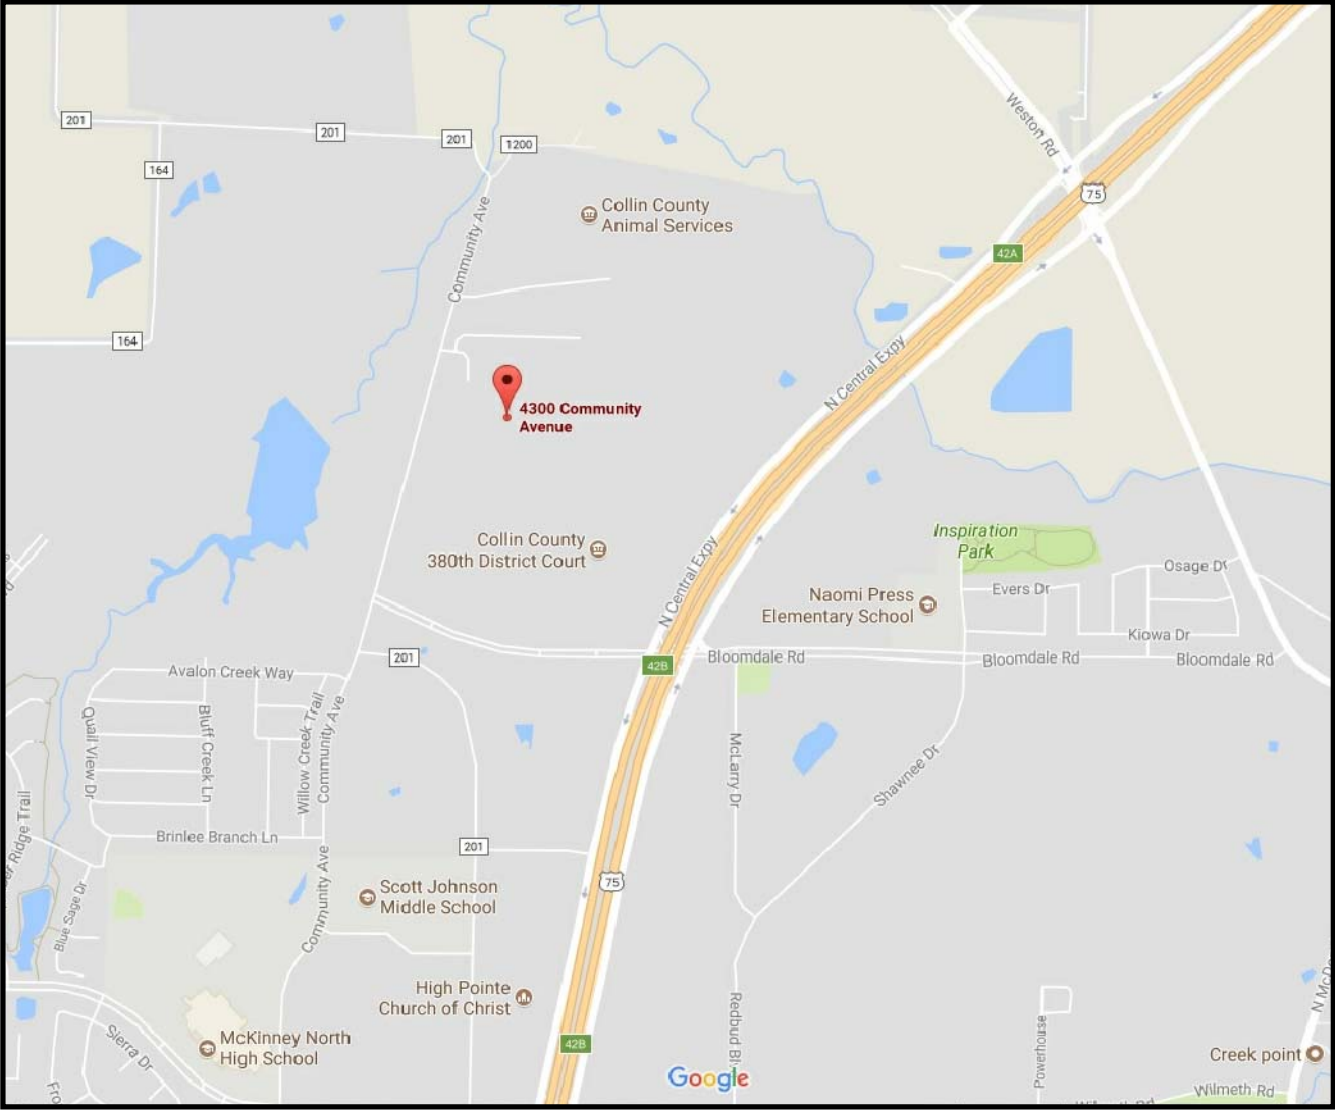 Weston Rd
201
201
201
1200
164
75
Collin County
Animal Services
Community Ave
42A
164
N Central Expy
4300 Community
Avenue
Inspiration
Park
Collin County
380th District Court
N Central Expy
Osage Dr
Naomi Press
Elementary School
Evers Dr
Kiowa Dr
201
42B
Bloomdale Rd
Bloomdale Rd
Bloomdale Rd
Avalon Creek Way
Quail View Dr
Bluff Creek Ln
Willow Creek Trail
Community Ave
McLarry Dr
Shawnee Dr
Ridge Trail
Brinlee Branch Ln
201
75
Scott Johnson
Middle School
Blue Sage Dr
Community Ave
High Pointe
Church of Christ
McKinney North
High School
Sierra Dr
42B
Redbud Bl
Powerhouse
N McDo
Creek point
Google
Wilmeth Rd
Fro